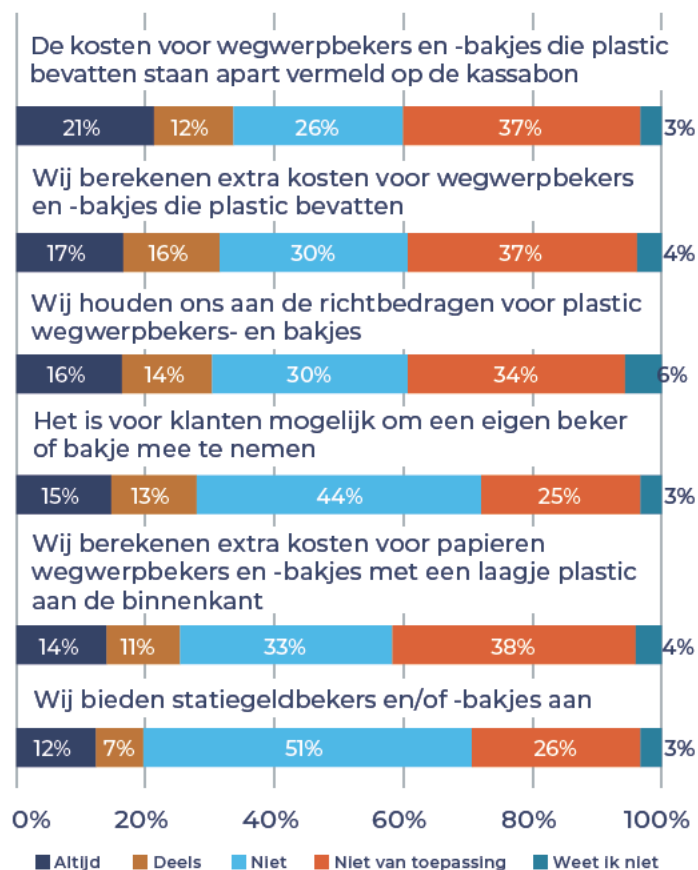 De kosten voor wegwerpbekers en -bakjes die plastic
bevatten staan apart vermeld op de kassabon
21% 12% 26% 37% 3%
Wij berekenen extra kosten voor wegwerpbekers
en -bakjes die plastic bevatten
17% 16% 30% 37% 4%
Wij houden ons aan de richtbedragen voor plastic
wegwerpbekers- en bakjes
16% 14% 30% 34% 6%
Het is voor klanten mogelijk om een eigen beker
of bakje mee te nemen
15% 13% 44% 25% 3%
Wij berekenen extra kosten voor papieren
wegwerpbekers en -bakjes met een laagje plastic
aan de binnenkant
14% 11% 33% 38% 4%
Wij bieden statiegeldbekers en/of -bakjes aan
12% 7% 51% 26% 3%
0% 20% 40% 60% 80% 100%
Altijd Deels Niet Niet van toepassing Weet ik niet